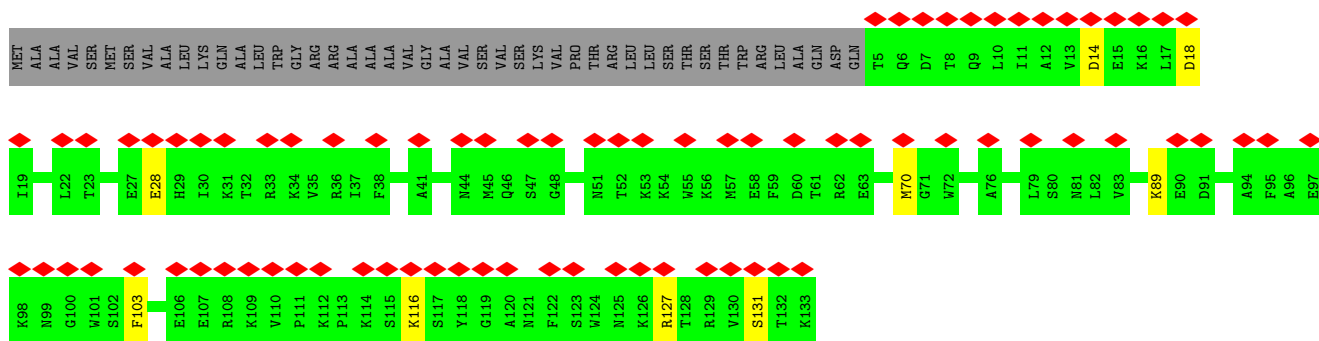 MET ALA ALA VAL SER MET SER VAL ALA LEU LYS GLN ALA LEU TRP GLY ARG ARG ALA ALA ALA VAL GLY ALA VAL SER VAL SER LYS VAL PRO THR ARG LEU LEU SER THR SER THR TRP ARG LEU ALA GLN ASP GLN T5 Q6 D7 T8 Q9 L10 I11 A12 V13 D14 E15 K16 L17 D18
I19 L22 T23 E27 E28 H29 I30 K31 T32 R33 K34 V35 R36 I37 F38 A41 N44 M45 Q46 S47 G48 N51 T52 K53 K54 W55 K56 M57 E58 F59 D60 T61 R62 E63 M70 G71 W72 A76 L79 S80 N81 L82 V83 K89 E90 D91 A94 F95 A96 E97
K98 N99 G100 W101 S102 F103 E106 E107 R108 K109 V110 P111 K112 P113 K114 S115 K116 S117 Y118 G119 A120 N121 F122 S123 W124 N125 K126 R127 T128 R129 V130 S131 T132 K133